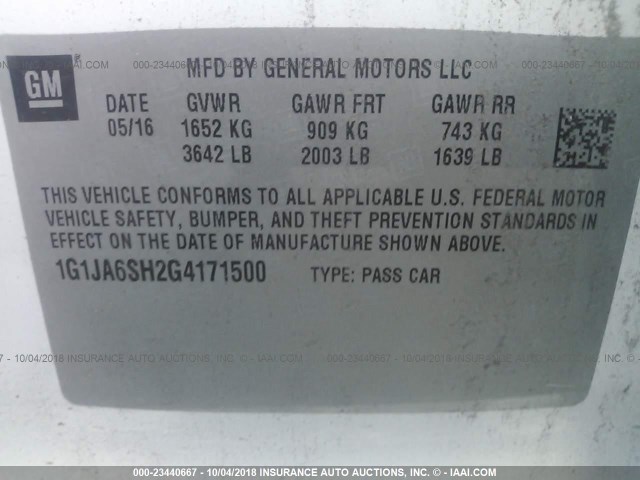 GM
MFD BY GENERAL MOTORS LLC
DATE GVWR GAWR FRT GAWR RR
05/16 1652 KG 909 KG 743 KG
3642 LB 2003 LB 1639 LB
THIS VEHICLE CONFORMS TO ALL APPLICABLE U.S. FEDERAL MOTOR
VEHICLE SAFETY, BUMPER, AND THEFT PREVENTION STANDARDS IN
EFFECT ON THE DATE OF MANUFACTURE SHOWN ABOVE.
1G1JA6SH2G4171500 TYPE: PASS CAR
000-23440667 - 10/04/2018 INSURANCE AUTO AUCTIONS, INC. - IAAI.COM